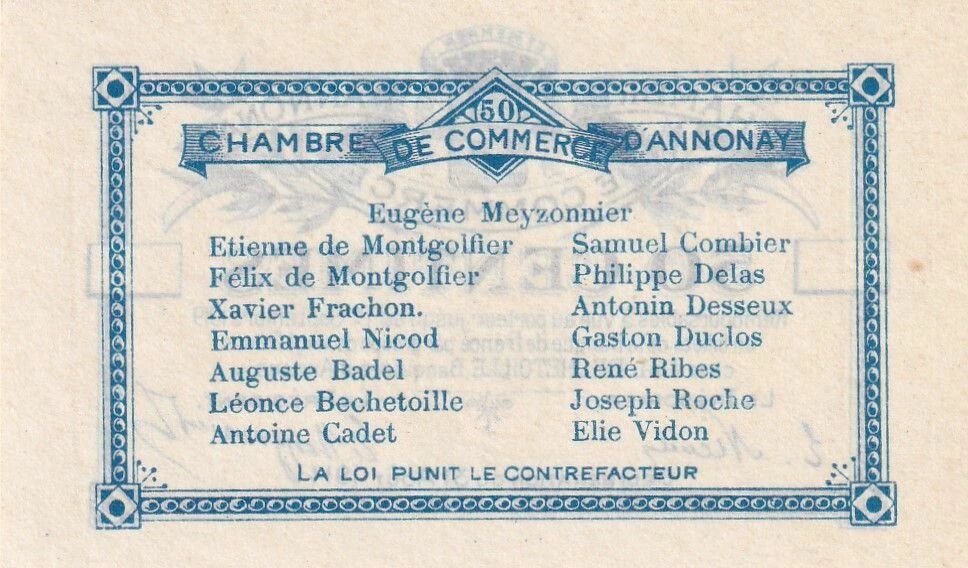 50
CHAMBRE DE COMMERCE D'ANNONAY
Eugène Meyzonnier
Etienne de Montgolfier
Félix de Montgolfier
Xavier Frachon.
Emmanuel Nicod
Auguste Badel
Léonce Bechetoille
Antoine Cadet
Samuel Combier
Philippe Delas
Antonin Desseux
Gaston Duclos
René Ribes
Joseph Roche
Elie Vidon
LA LOI PUNIT LE CONTREFACTEUR